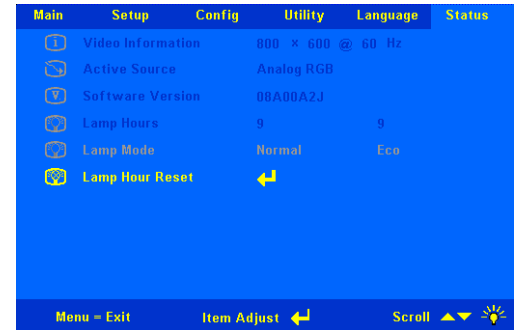 Main Setup Config Utility Language Status
Video Information 800 × 600 @ 60 Hz
Active Source Analog RGB
Software Version 08A00A2J
Lamp Hours 9 9
Lamp Mode Normal Eco
Lamp Hour Reset
Menu = Exit Item Adjust Scroll